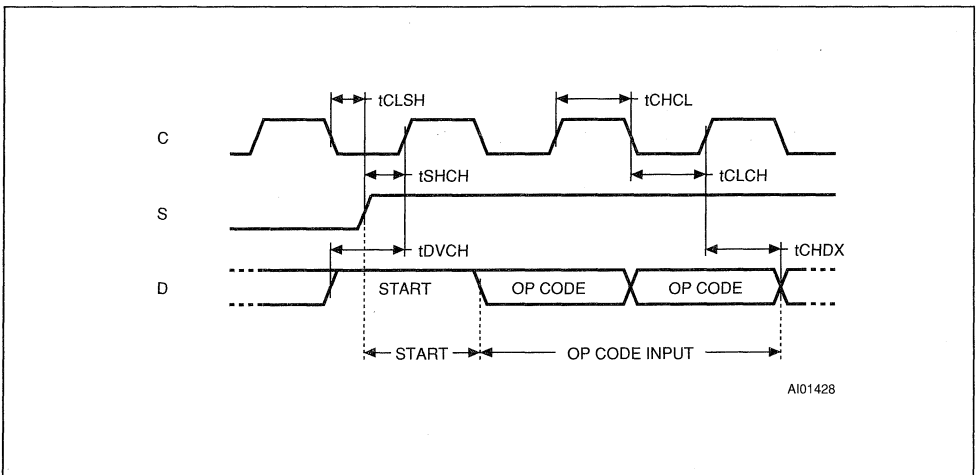 tCLSH
tCHCL
C
tSHCH
tCLCH
S
tDVCH
tCHDX
D
START
OP CODE
OP CODE
START
OP CODE INPUT
AI01428